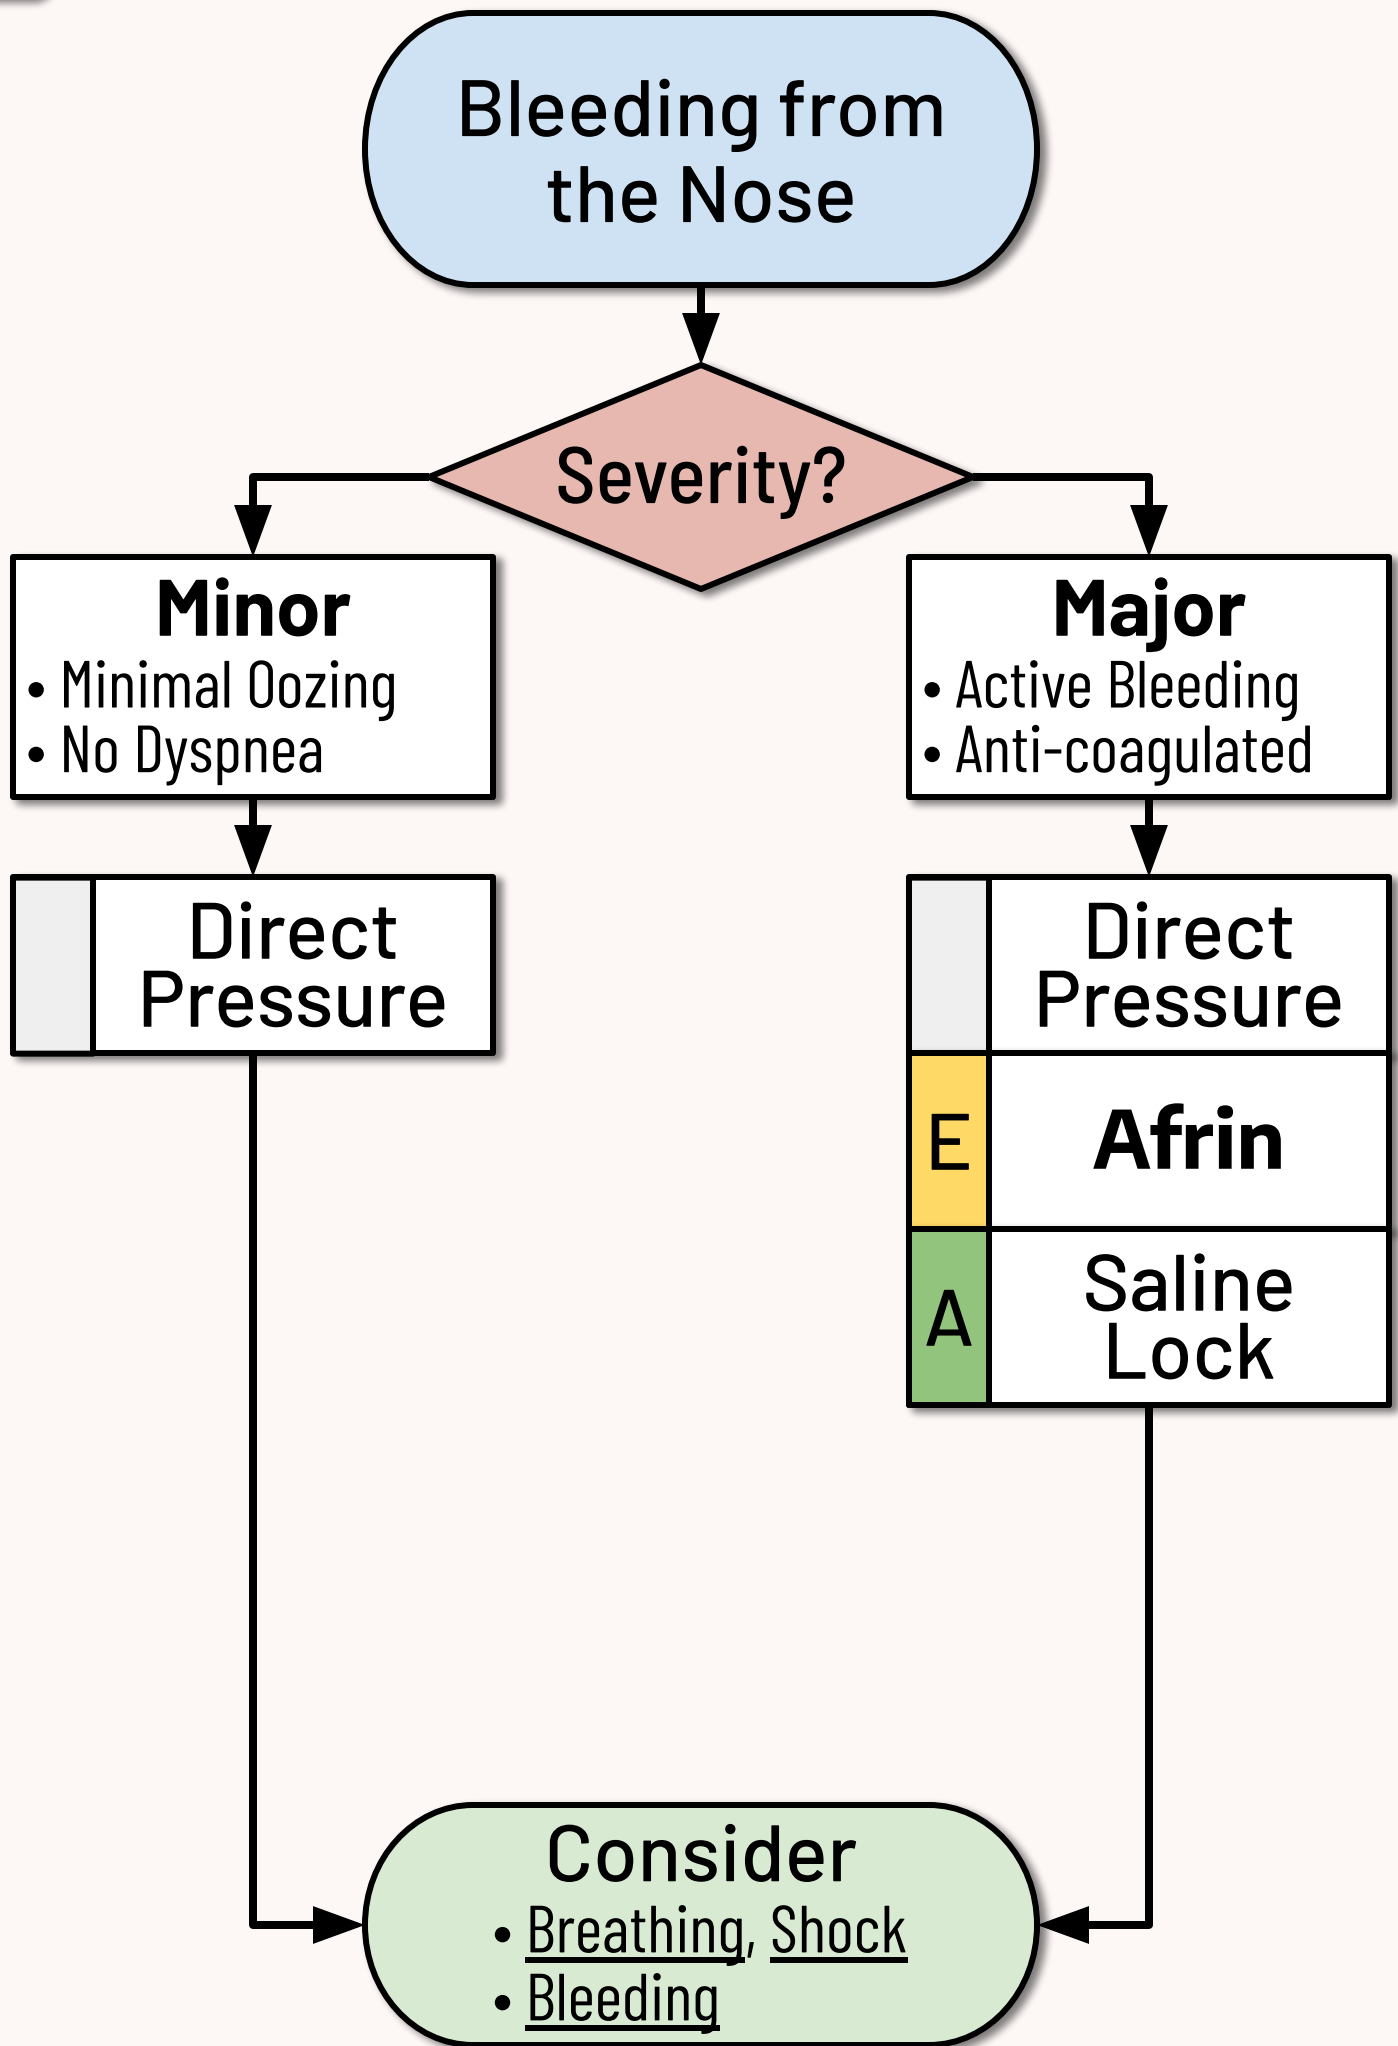 Bleeding from
the Nose
Severity?
Minor
• Minimal Oozing
• No Dyspnea
Major
• Active Bleeding
• Anti-coagulated
Direct
Pressure
Direct
Pressure
E
Afrin
A
Saline
Lock
Consider
• Breathing, Shock
• Bleeding